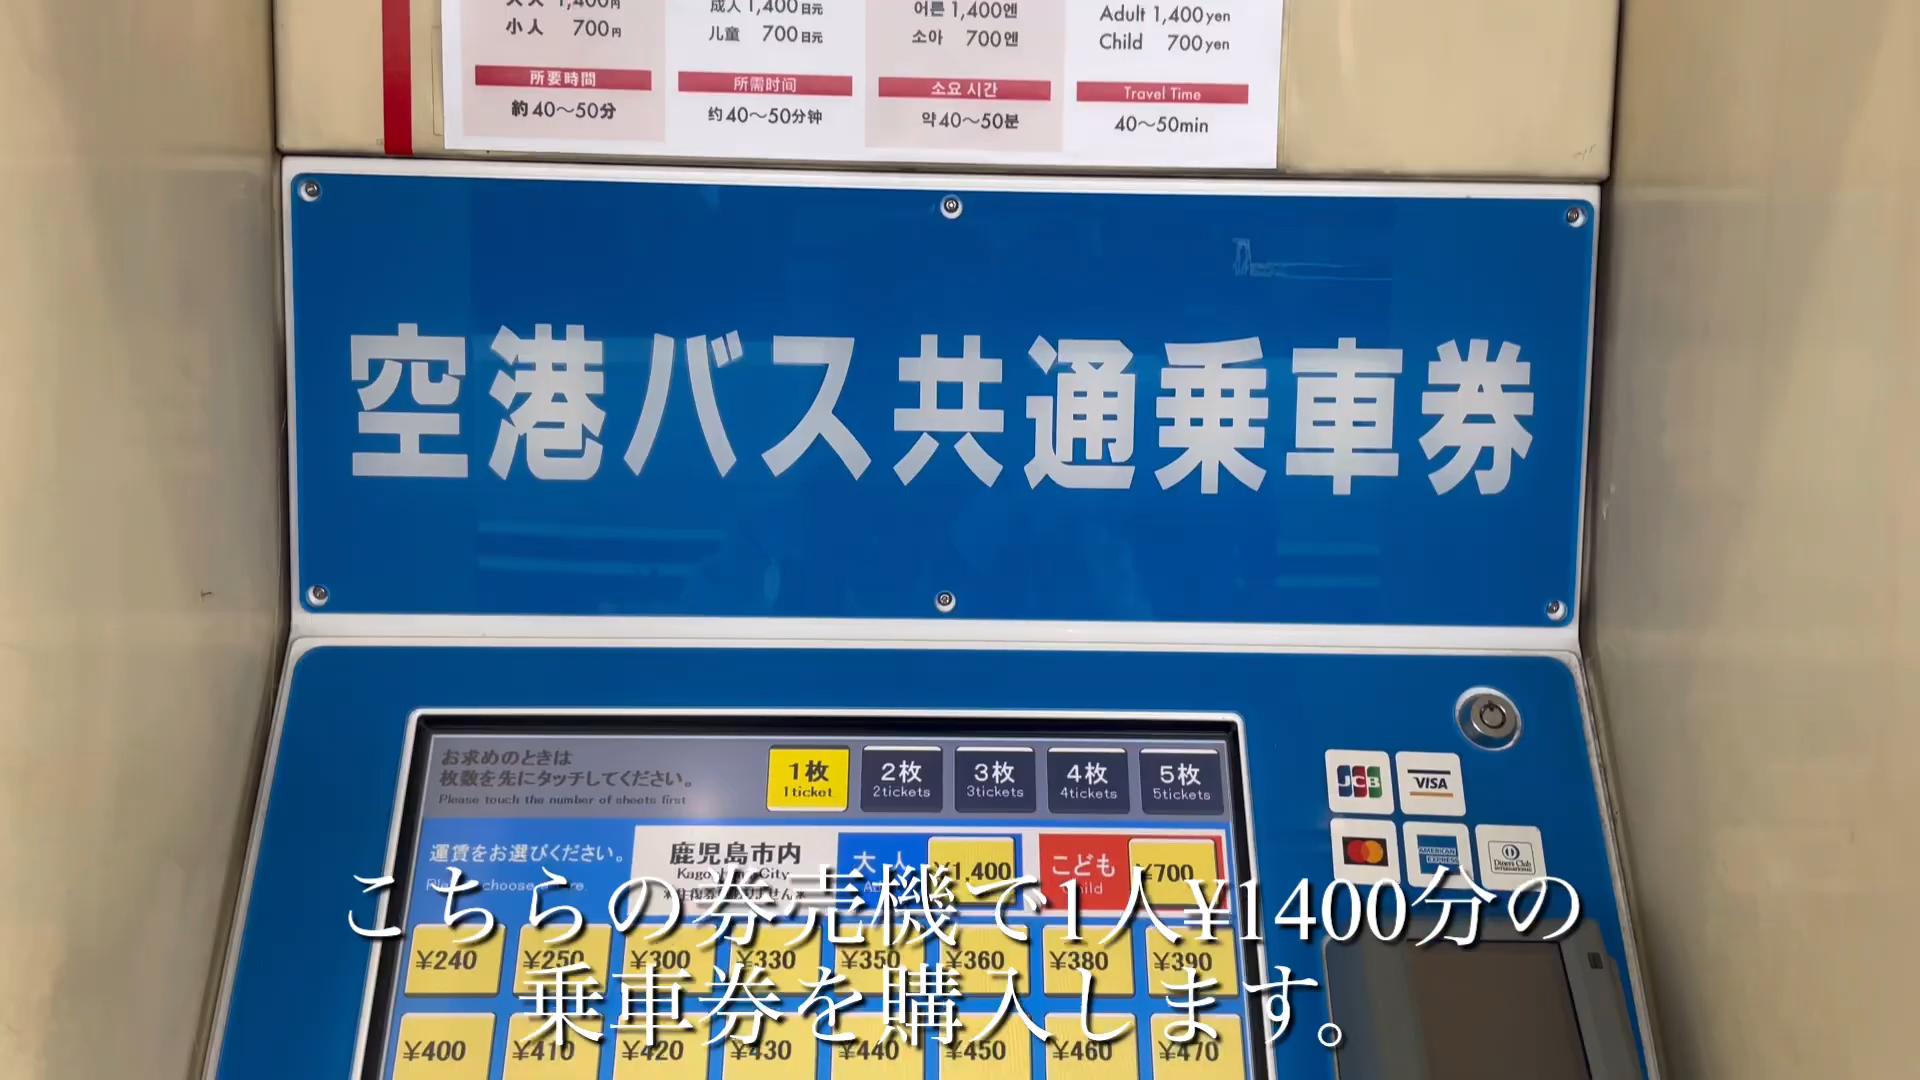 大人 1,400円
小人 700円
所要時間
約40〜50分
成人 1,400日元
儿童 700日元
所需时间
约40〜50分钟
어른 1,400엔
소아 700엔
소요 시간
약40〜50분
Adult 1,400yen
Child 700yen
Travel Time
40〜50min
空港バス共通乗車券
お求めのときは
枚数を先にタッチしてください。
Please touch the number of sheets first
1枚
1ticket
2枚
2tickets
3枚
3tickets
4枚
4tickets
5枚
5tickets
運賃をお選びください。
鹿児島市内
Kagoshima City
大人
¥1,400
こども
Child
¥700
¥240 ¥250 ¥300 ¥330 ¥350 ¥360 ¥380 ¥390
¥400 ¥410 ¥420 ¥430 ¥440 ¥450 ¥460 ¥470
JCB
VISA
AMERICAN EXPRESS
Diners Club
INTERNATIONAL
こちらの券売機で1人¥1400分の
乗車券を購入します。